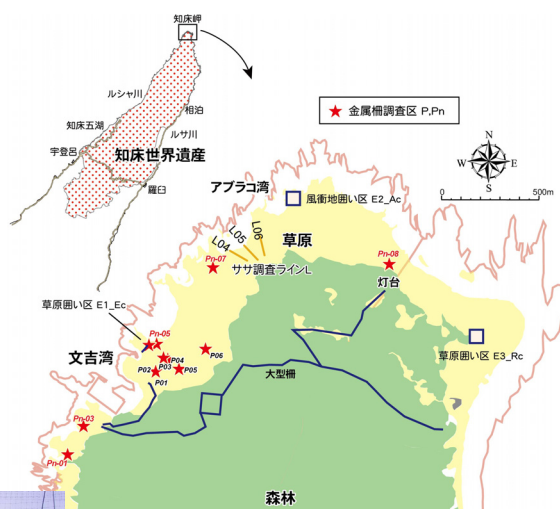 知床岬
ルシャ川
相泊
知床五湖
ルサ川
宇登呂
知床世界遺産
羅臼
★ 金属柵調査区 P,Pn
N
W
E
S
500m
アブラコ湾
風衝地囲い区 E2_Ac
L06
L05
L04
草原
ササ調査ラインL
Pn-07
Pn-08
灯台
草原囲い区 E1_Ec
Pn-05
文吉湾
P04
P03
P02
P05
P06
P01
草原囲い区 E3_Rc
大型柵
Pn-03
Pn-01
森林